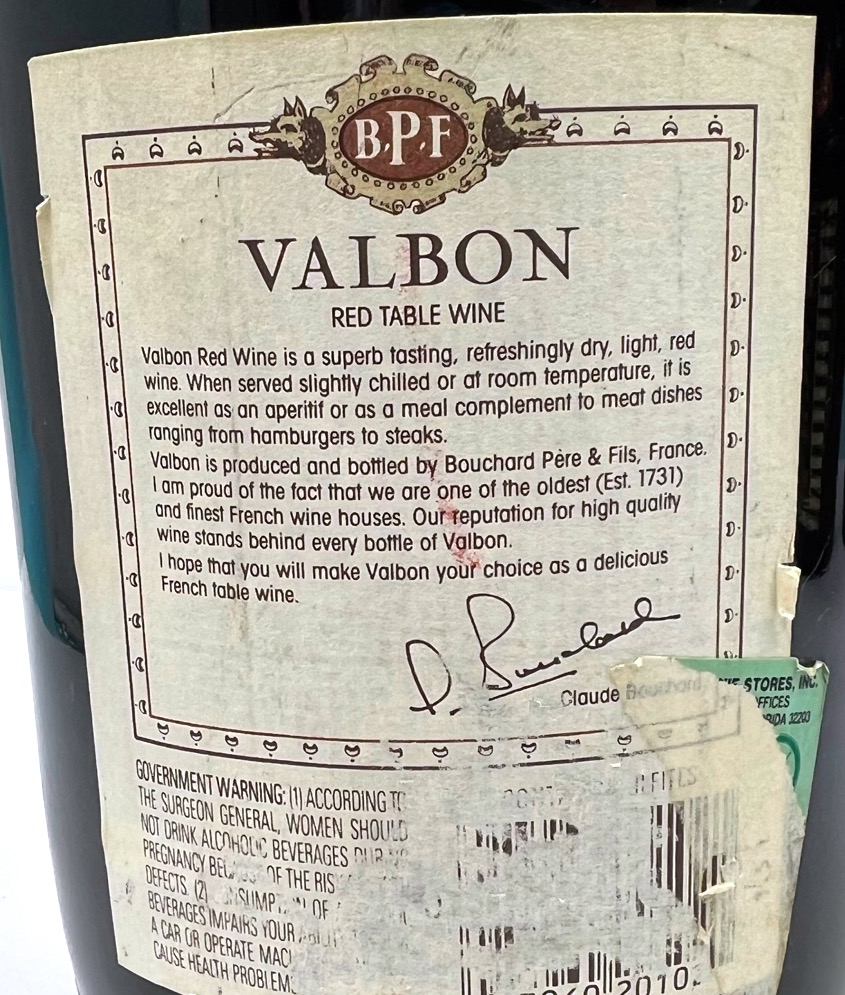 B.P.F
VALBON
RED TABLE WINE
Valbon Red Wine is a superb tasting, refreshingly dry, light, red
wine. When served slightly chilled or at room temperature, it is
excellent as an aperitif or as a meal complement to meat dishes
ranging from hamburgers to steaks.
Valbon is produced and bottled by Bouchard Père & Fils, France.
I am proud of the fact that we are one of the oldest (Est. 1731)
and finest French wine houses. Our reputation for high quality
wine stands behind every bottle of Valbon.
I hope that you will make Valbon your choice as a delicious
French table wine.
Claude Bouchard
STORES, INC.
32203
GOVERNMENT WARNING: (1) ACCORDING
THE SURGEON GENERAL, WOMEN SHOULD
NOT DRINK ALCOHOLIC BEVERAGES
PREGNANCY OF THE
DEFECTS (2) OF
BEVERAGES IMPAIRS YOUR
A CAR OR OPERATE
CAUSE HEALTH